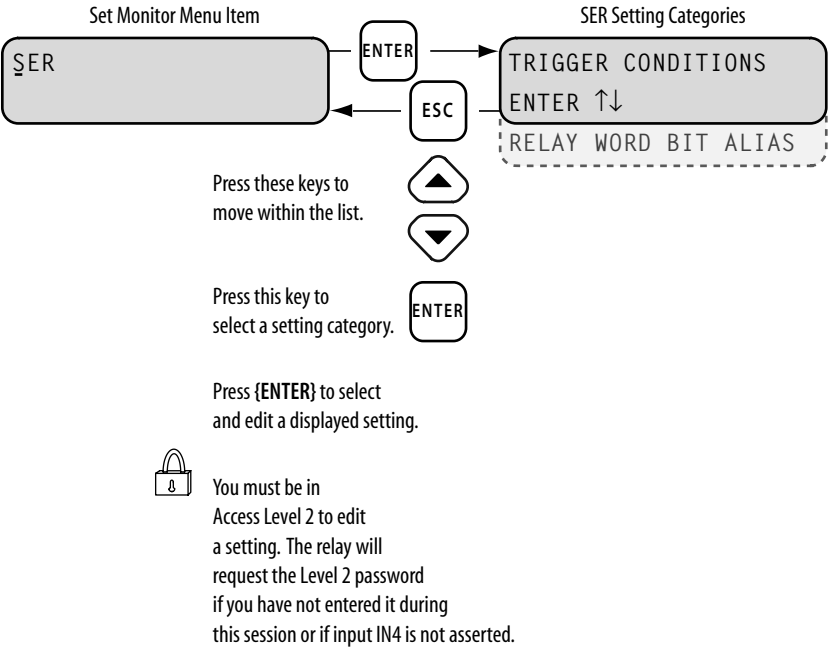 Set Monitor Menu Item
SER Setting Categories
SER
ENTER
TRIGGER CONDITIONS
ENTER ↑↓
ESC
RELAY WORD BIT ALIAS
Press these keys to
move within the list.
Press this key to
select a setting category.
ENTER
Press {ENTER} to select
and edit a displayed setting.
You must be in
Access Level 2 to edit
a setting. The relay will
request the Level 2 password
if you have not entered it during
this session or if input IN4 is not asserted.